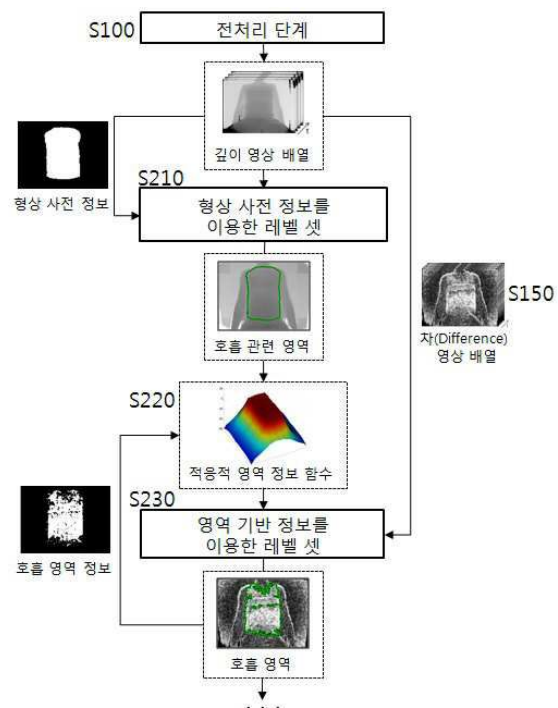 S100
전처리 단계
깊이 영상 배열
형상 사전 정보
S210
형상 사전 정보를
이용한 레벨 셋
호흡 관련 영역
S150
차(Difference)
영상 배열
S220
적응적 영역 정보 함수
S230
영역 기반 정보를
이용한 레벨 셋
호흡 영역 정보
호흡 영역